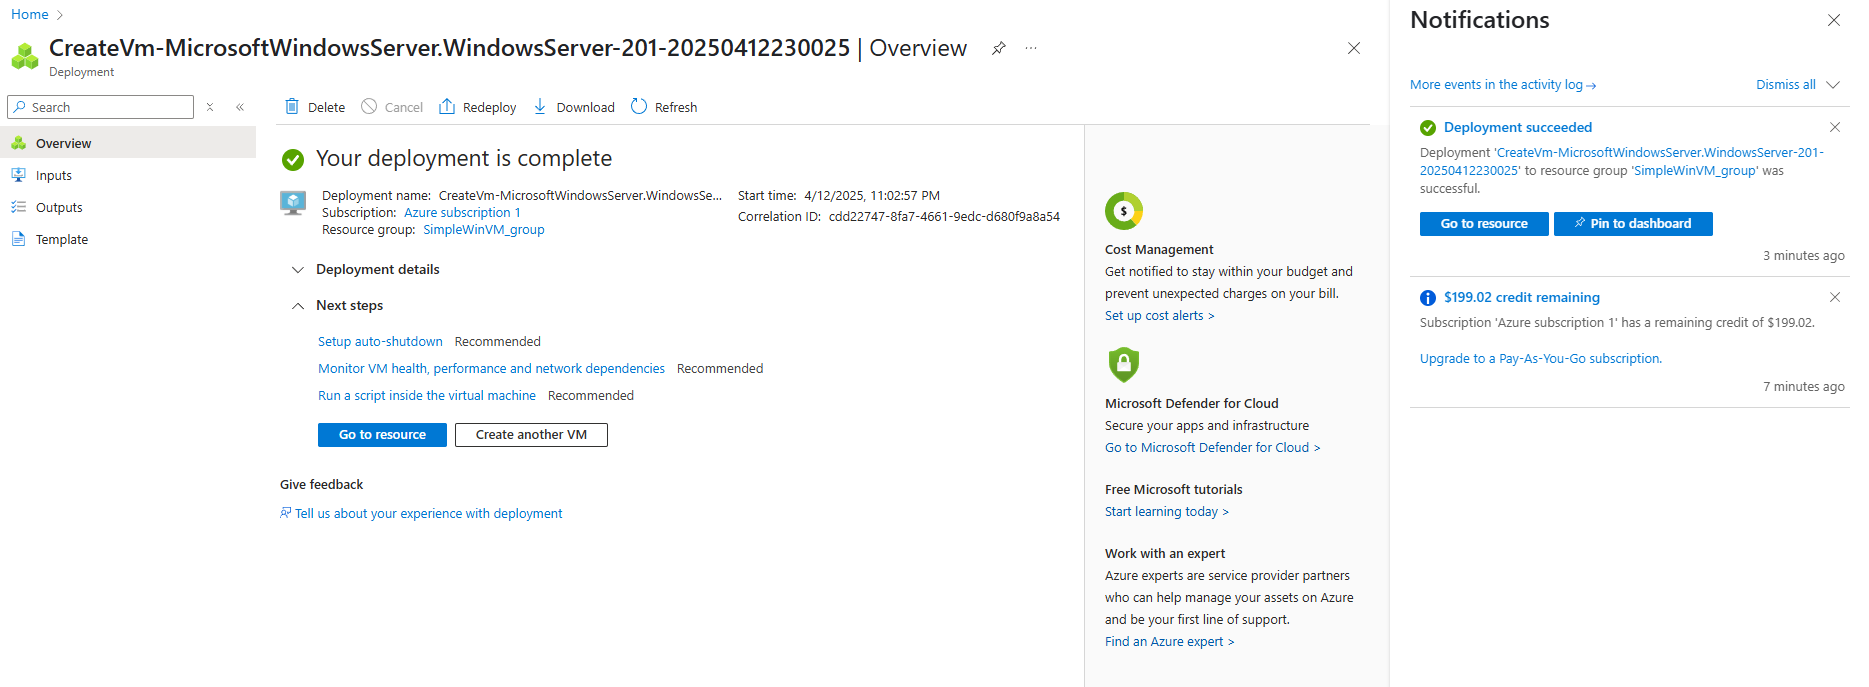 Home
CreateVm-MicrosoftWindowsServer.WindowsServer-201-20250412230025 | Overview
Deployment
Search
Overview
Inputs
Outputs
Template
Delete
Cancel
Redeploy
Download
Refresh
Your deployment is complete
Deployment name: CreateVm-MicrosoftWindowsServer.WindowsSe...
Subscription: Azure subscription 1
Resource group: SimpleWinVM_group
Start time: 4/12/2025, 11:02:57 PM
Correlation ID: cdd22747-8fa7-4661-9edc-d680f9a8a54
Deployment details
Next steps
Setup auto-shutdown Recommended
Monitor VM health, performance and network dependencies Recommended
Run a script inside the virtual machine Recommended
Go to resource
Create another VM
Give feedback
Tell us about your experience with deployment
Cost Management
Get notified to stay within your budget and
prevent unexpected charges on your bill.
Set up cost alerts >
Microsoft Defender for Cloud
Secure your apps and infrastructure
Go to Microsoft Defender for Cloud >
Free Microsoft tutorials
Start learning today >
Work with an expert
Azure experts are service provider partners
who can help manage your assets on Azure
and be your first line of support.
Find an Azure expert >
Notifications
More events in the activity log →
Dismiss all
Deployment succeeded
Deployment 'CreateVm-MicrosoftWindowsServer.WindowsServer-201-
20250412230025' to resource group 'SimpleWinVM_group' was
successful.
Go to resource
Pin to dashboard
3 minutes ago
$199.02 credit remaining
Subscription 'Azure subscription 1' has a remaining credit of $199.02.
Upgrade to a Pay-As-You-Go subscription.
7 minutes ago